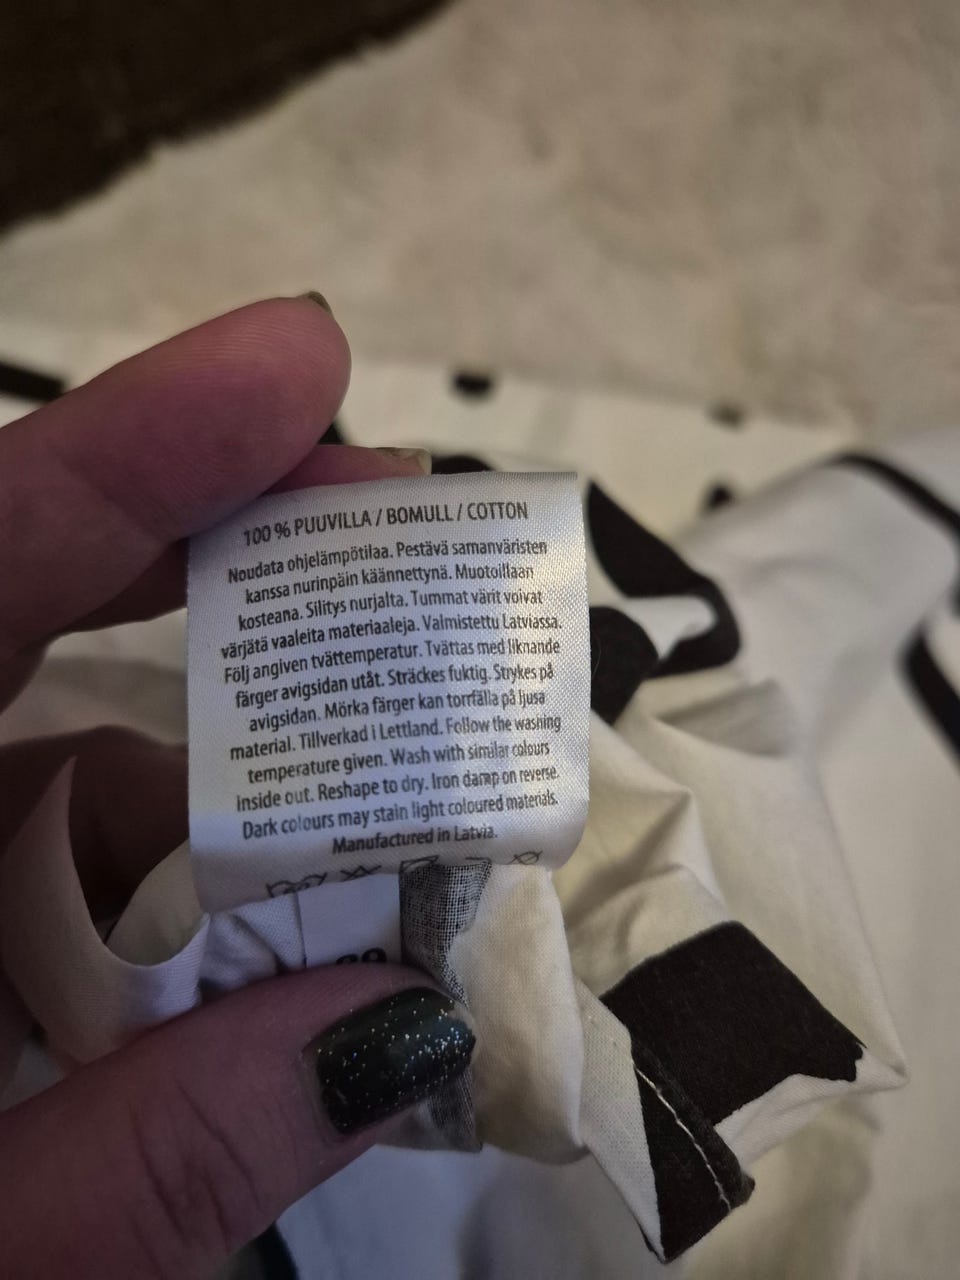 100 % PUUVILLA / BOMULL / COTTON
Noudata ohjelämpötilaa. Pestävä samanväristen
kanssa nurinpäin käännettynä. Muotoillaan
kosteana. Silitys nurjalta. Tummat värit voivat
värjätä vaaleita materiaaleja. Valmistettu Latviassa.
Följ angiven tvättemperatur. Tvättas med liknande
färger avigsidan utåt. Sträckes fuktig. Strykes på
avigsidan. Mörka färger kan torrfälla på ljusa
material. Tillverkad i Lettland. Follow the washing
temperature given. Wash with similar colours
inside out. Reshape to dry. Iron damp on reverse.
Dark colours may stain light coloured materials.
Manufactured in Latvia.